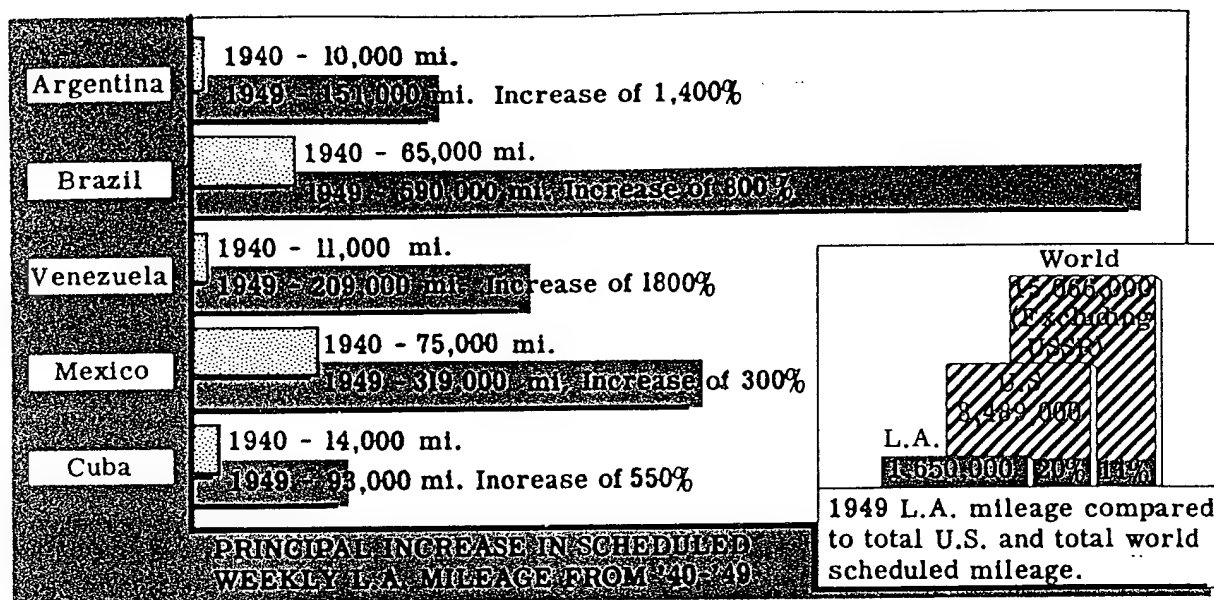 Argentina
1940 - 10,000 mi.
1949 - 151,000 mi. Increase of 1,400%
Brazil
1940 - 65,000 mi.
1949 - 590,000 mi. Increase of 800%
Venezuela
1940 - 11,000 mi.
1949 - 209,000 mi. Increase of 1800%
Mexico
1940 - 75,000 mi.
1949 - 319,000 mi. Increase of 300%
Cuba
1940 - 14,000 mi.
1949 - 93,000 mi. Increase of 550%
PRINCIPAL INCREASE IN SCHEDULED
WEEKLY L.A. MILEAGE FROM '40-'49
World
15,066,000
(Excluding
USSR)
U.S.
8,489,000
L.A.
1,650,000 20% 11%
1949 L.A. mileage compared
to total U.S. and total world
scheduled mileage.